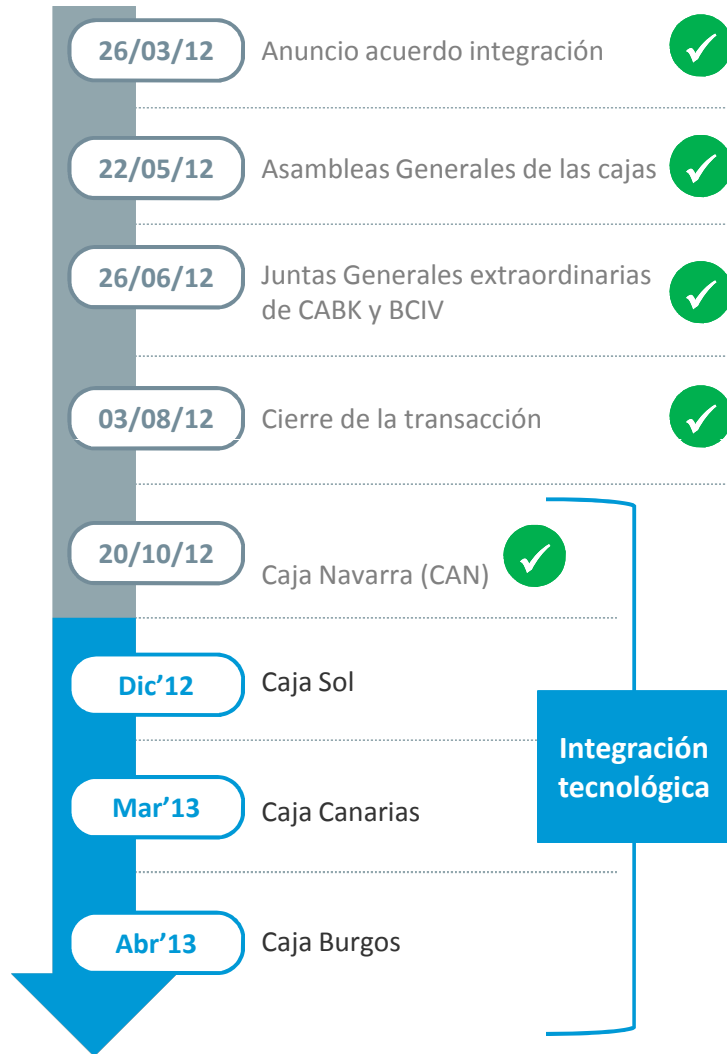 26/03/12 Anuncio acuerdo integración
22/05/12 Asambleas Generales de las cajas
26/06/12 Juntas Generales extraordinarias
de CABK y BCIV
03/08/12 Cierre de la transacción
20/10/12 Caja Navarra (CAN)
Dic’12 Caja Sol
Integración
tecnológica
Mar’13 Caja Canarias
Abr’13 Caja Burgos